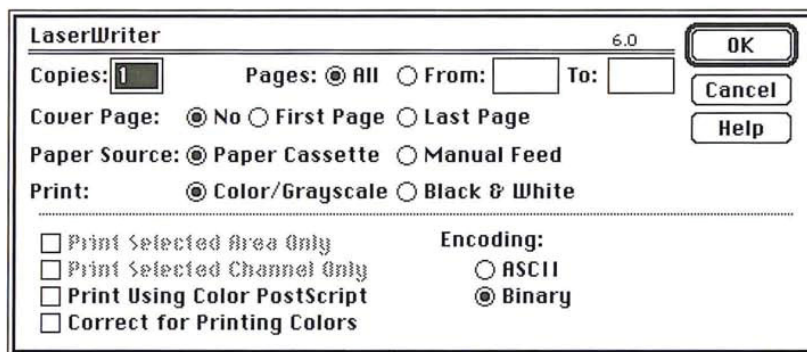 LaserWriter 6.0 OK
Copies: 1 Pages: All From: To:
Cancel
Cover Page: No First Page Last Page
Help
Paper Source: Paper Cassette Manual Feed
Print: Color/Grayscale Black & White
Print Selected Area Only Encoding:
Print Selected Channel Only ASCII
Print Using Color PostScript Binary
Correct for Printing Colors